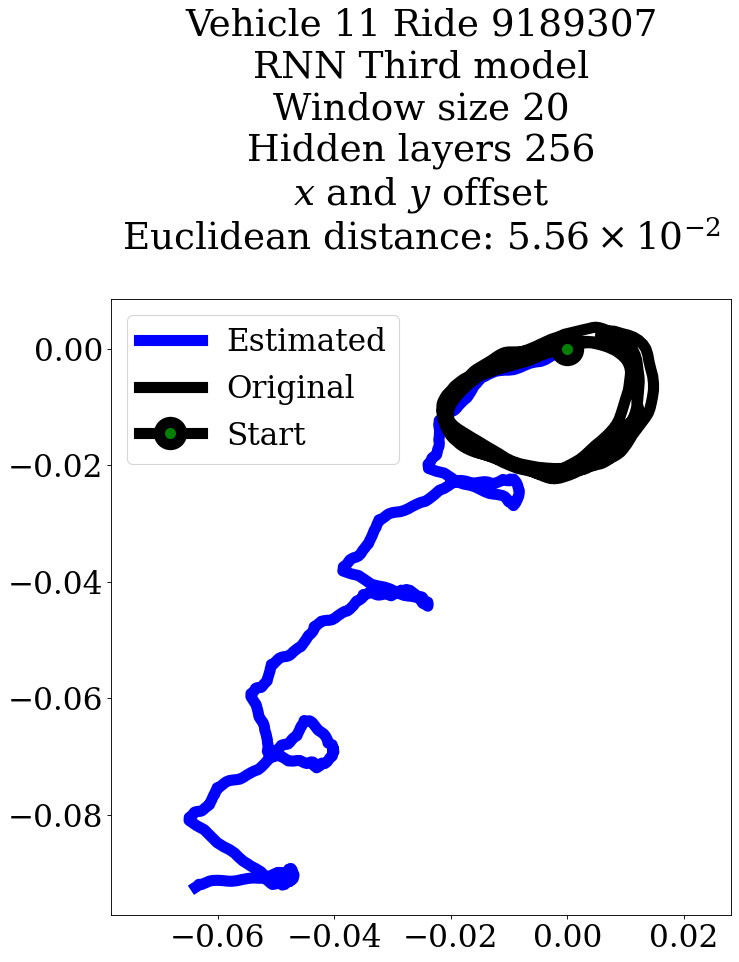 Vehicle 11 Ride 9189307
RNN Third model
Window size 20
Hidden layers 256
x and y offset
Euclidean distance: 5.56 × 10⁻²
Estimated
Original
Start
0.00
−0.02
−0.04
−0.06
−0.08
−0.06 −0.04 −0.02 0.00 0.02